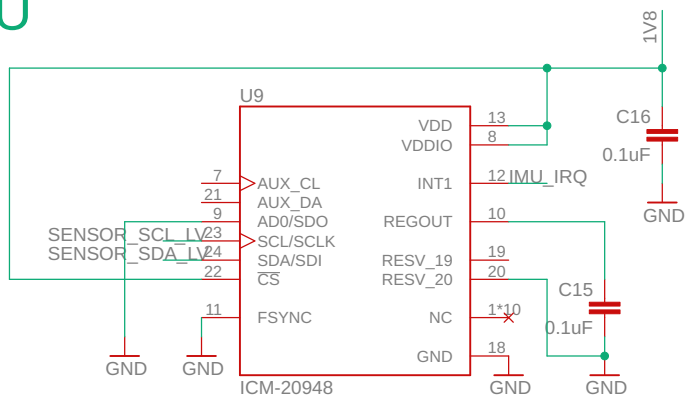 U
1V8
U9
C16
0.1uF
GND
VDD 13
VDDIO 8
7 AUX_CL
INT1 12 IMU_IRQ
21 AUX_DA
9 AD0/SDO
REGOUT 10
SENSOR_SCL_LV 23 SCL/SCLK
SENSOR_SDA_LV 24 SDA/SDI
RESV_19 19
22 CS
RESV_20 20
C15
0.1uF
11 FSYNC
NC 1*10
GND 18
GND
GND
GND
GND
ICM-20948